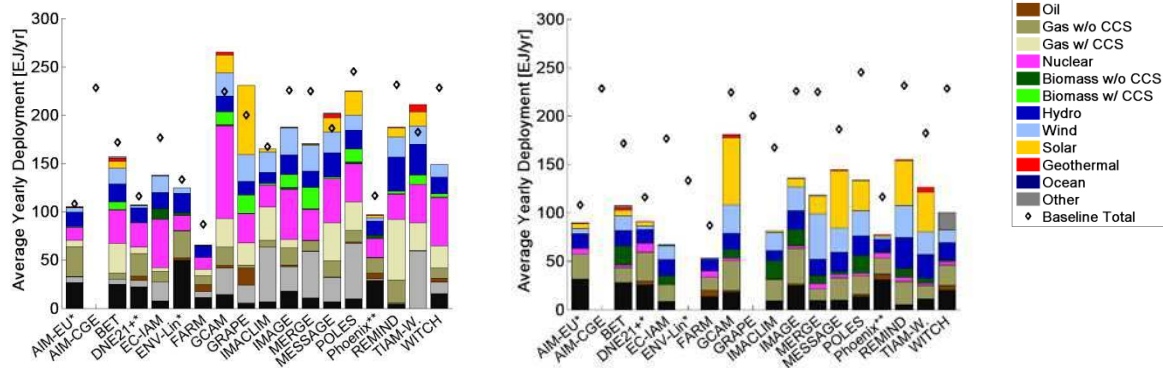 Average Yearly Deployment [EJ/yr]
300
250
200
150
100
50
0
AIM-EU*
AIM-CGE
BET
DNE21+*
EC-IAM
ENV-Lin*
FARM
GCAM
GRAPE
IMACLIM
IMAGE
MERGE
MESSAGE
POLES
Phoenix**
REMIND
TIAM-W.
WITCH
Average Yearly Deployment [EJ/yr]
300
250
200
150
100
50
0
AIM-EU*
AIM-CGE
BET
DNE21+*
EC-IAM
ENV-Lin*
FARM
GCAM
GRAPE
IMACLIM
IMAGE
MERGE
MESSAGE
POLES
Phoenix**
REMIND
TIAM-W.
WITCH
Oil
Gas w/o CCS
Gas w/ CCS
Nuclear
Biomass w/o CCS
Biomass w/ CCS
Hydro
Wind
Solar
Geothermal
Ocean
Other
Baseline Total